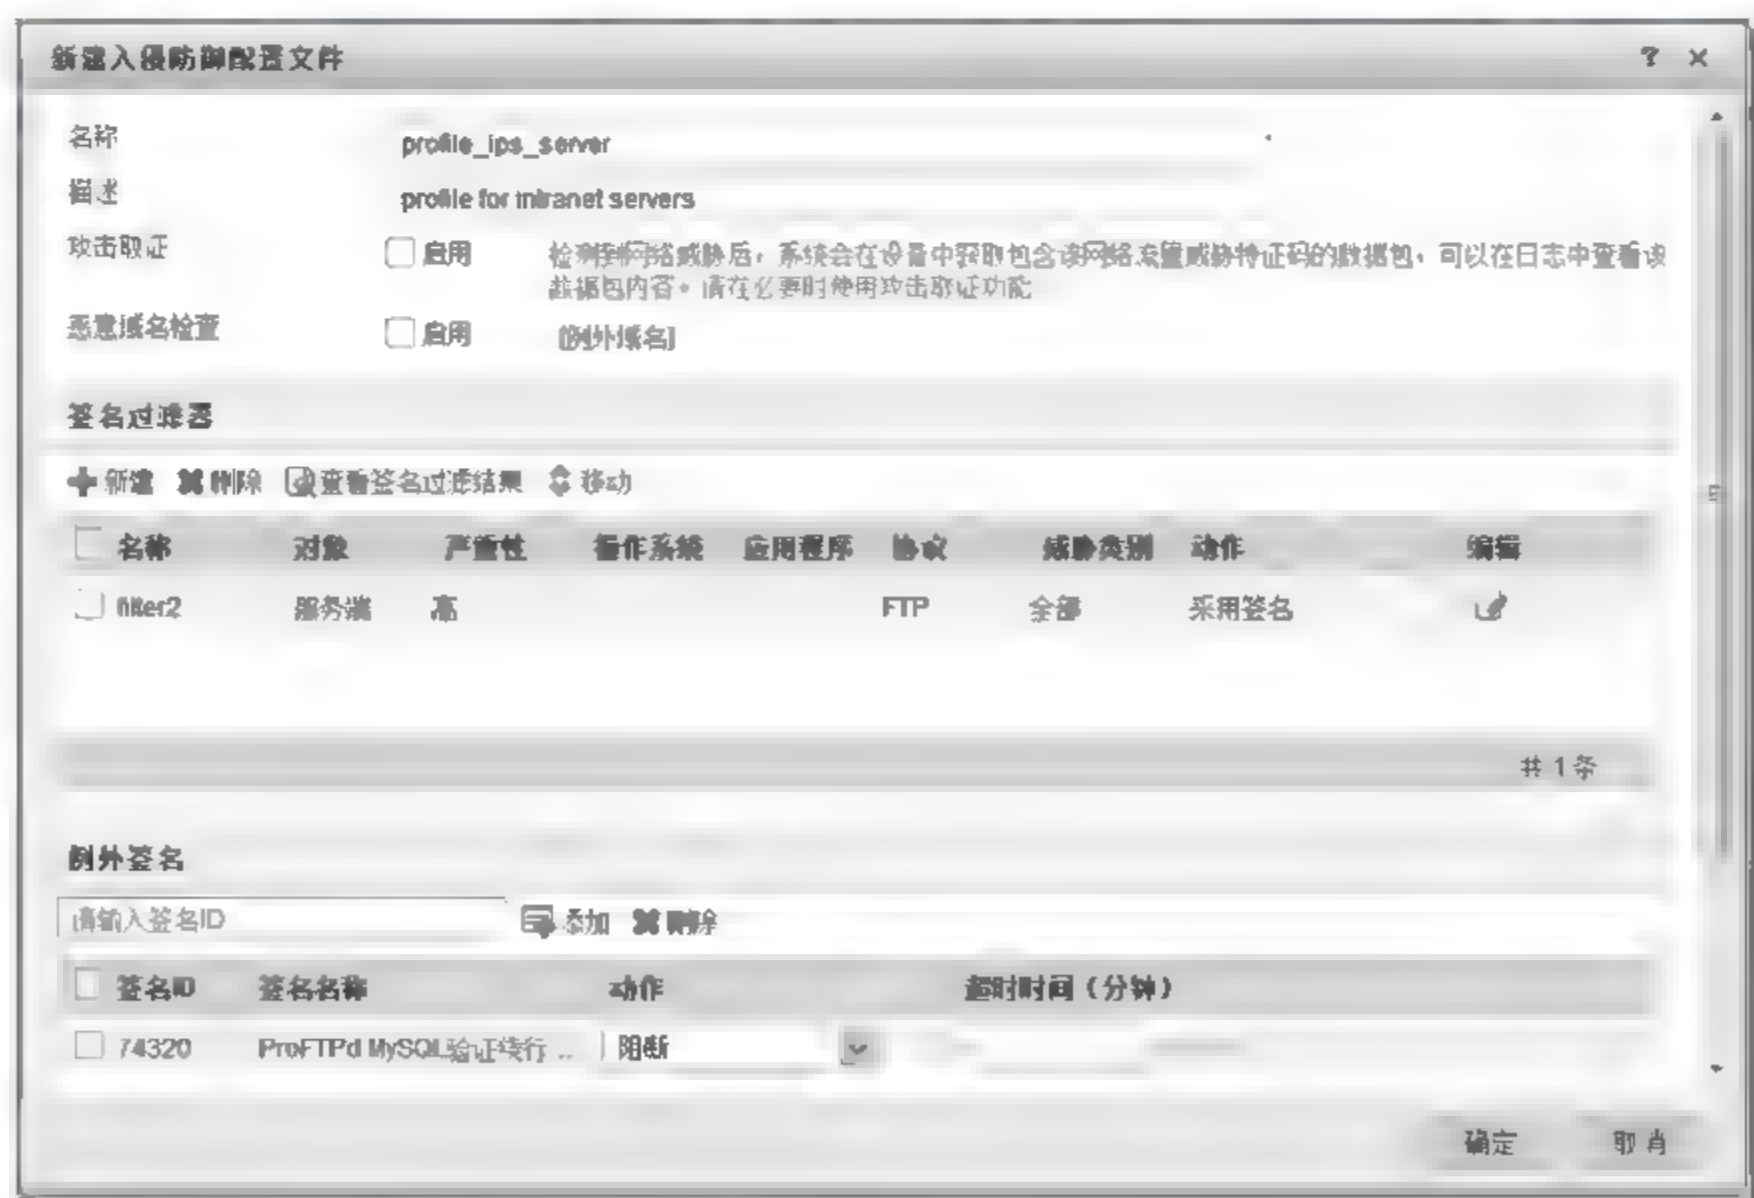 新建入侵防御配置文件 ? ×
名称 profile_ips_server *
描述 profile for intranet servers
攻击取证 启用 检测到网络威胁后，系统会在设备中获取包含该网络流量威胁特征码的数据包，可以在日志中查看该
数据包内容。请在必要时使用攻击取证功能
恶意域名检查 启用 [例外域名]
签名过滤器
新建 删除 查看签名过滤结果 移动
名称 对象 严重性 操作系统 应用程序 协议 威胁类别 动作 编辑
filter2 服务端 高 FTP 全部 采用签名
共 1 条
例外签名
请输入签名ID 添加 删除
签名ID 签名名称 动作 超时时间（分钟）
74320 ProFTPd MySQL验证绕行 ... 阻断
确定 取消